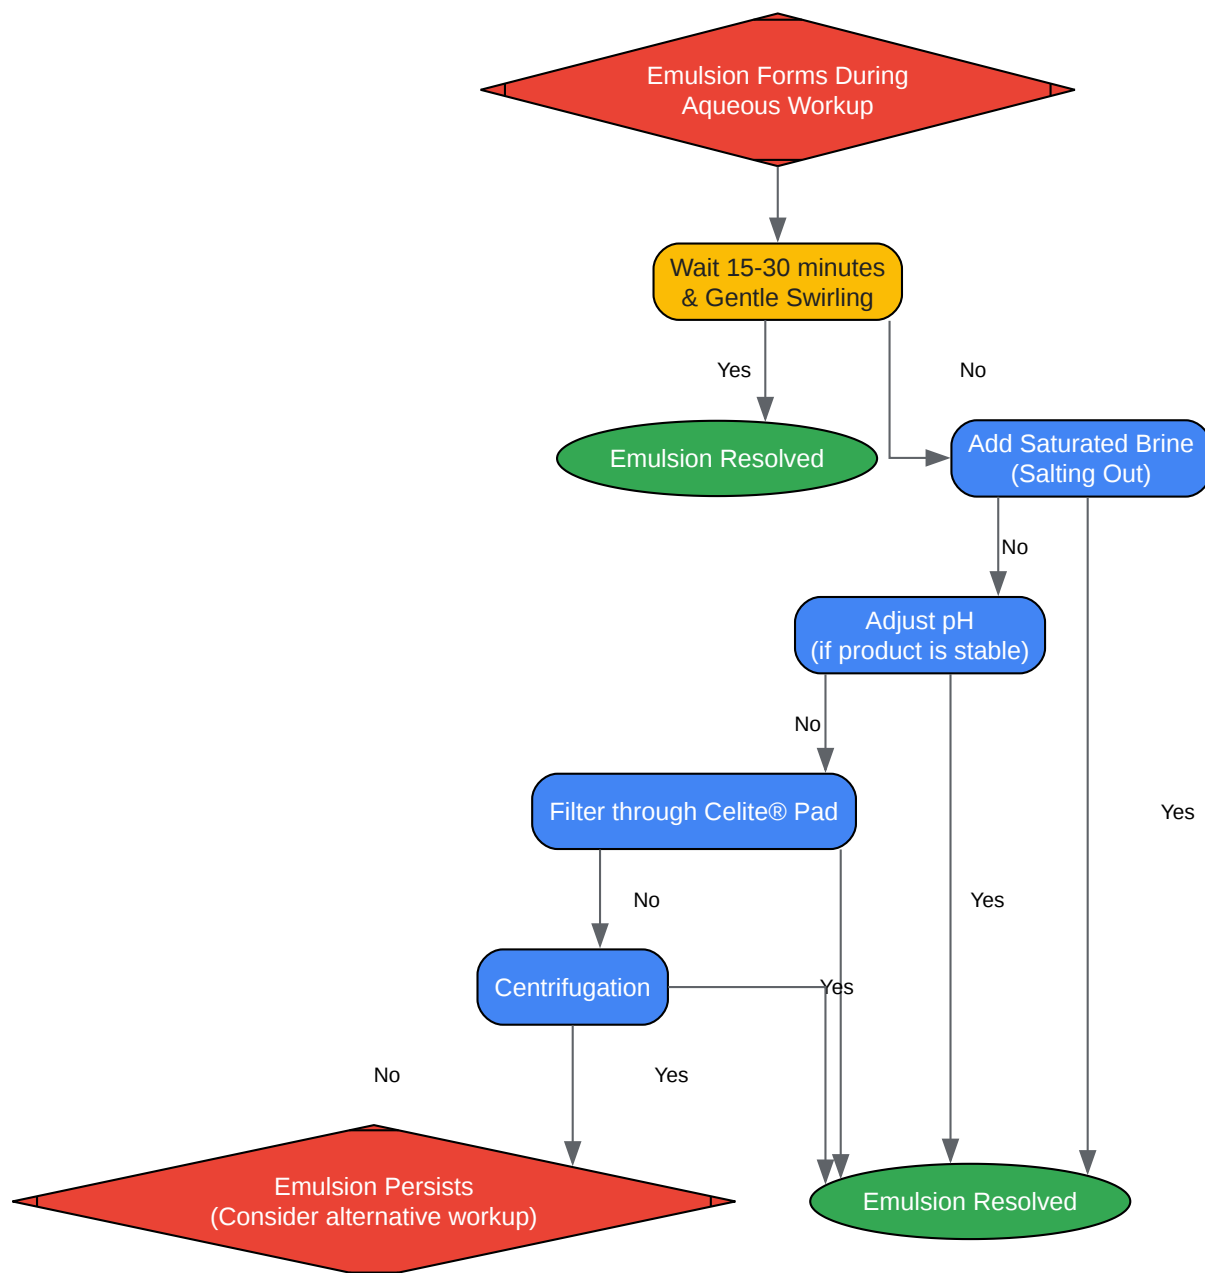 Emulsion Forms During
Aqueous Workup
Wait 15-30 minutes
& Gentle Swirling
Yes
No
Emulsion Resolved
Add Saturated Brine
(Salting Out)
No
Adjust pH
(if product is stable)
No
Filter through Celite® Pad
Yes
No
Yes
Centrifugation
Yes
No
Yes
Emulsion Persists
(Consider alternative workup)
Emulsion Resolved